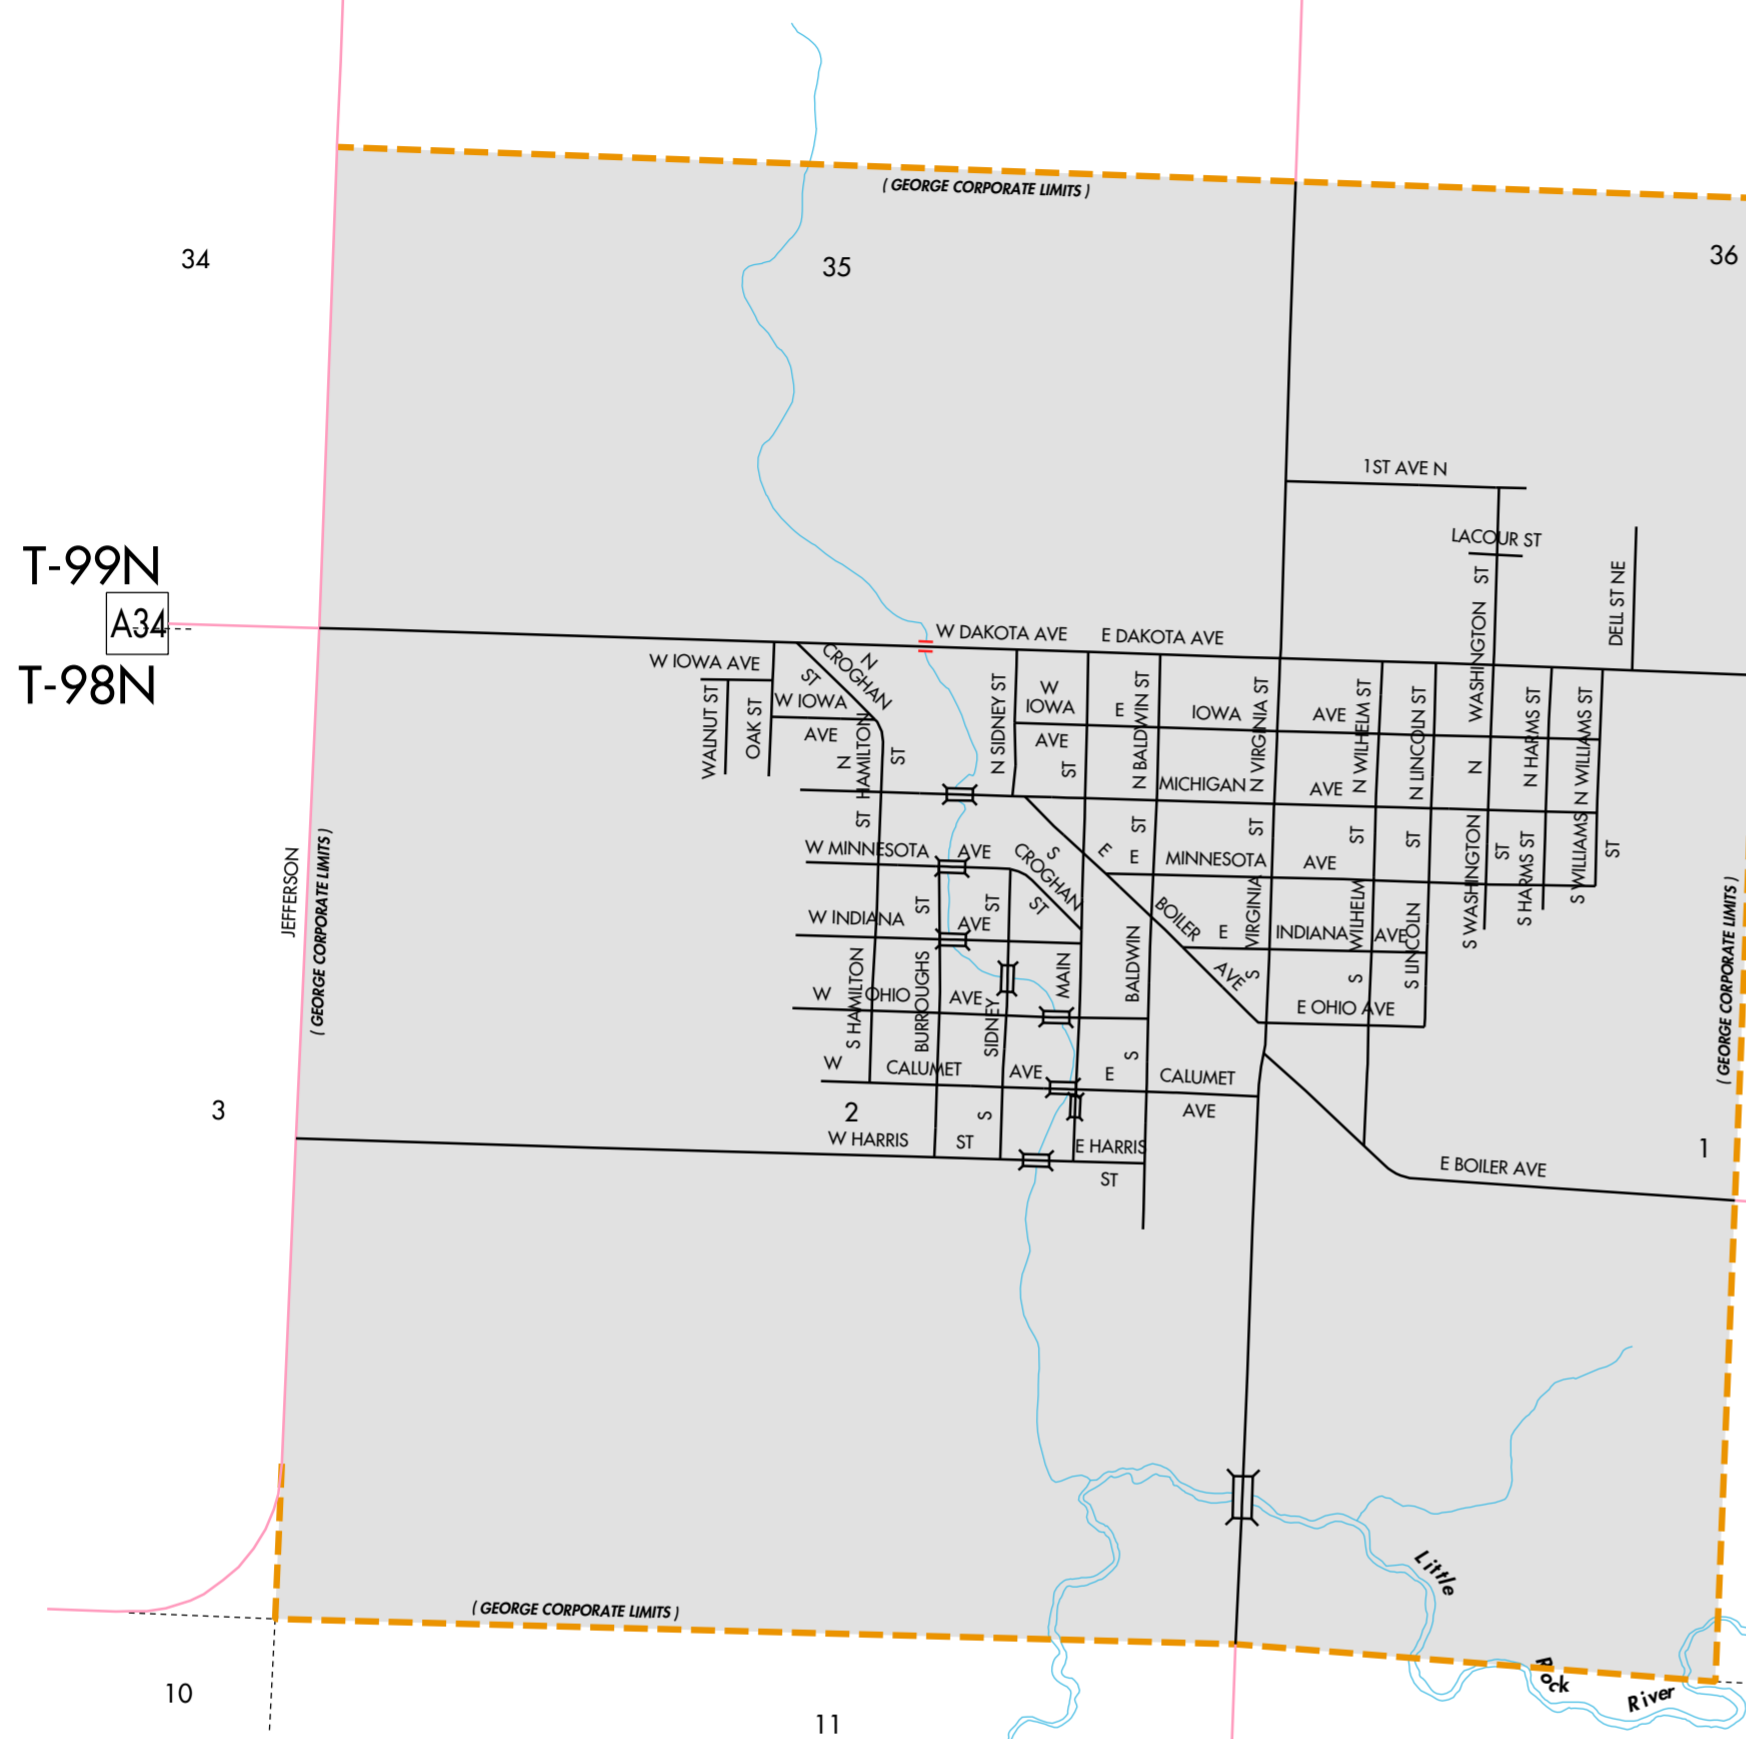 ( GEORGE CORPORATE LIMITS )
34
35
36
1ST AVE N
LACOUR ST
T-99N
A34
T-98N
DELL ST NE
N WASHINGTON ST
W DAKOTA AVE
E DAKOTA AVE
W IOWA AVE
N CROGHAN ST
WALNUT ST
OAK ST
W IOWA AVE
N HAMILTON ST
ST
N SIDNEY ST
W IOWA AVE
E IOWA AVE
ST
N BALDWIN ST
N VIRGINIA ST
N WILHELM ST
N LINCOLN ST
N HARMS ST
N WILLIAMS ST
MICHIGAN AVE
W MINNESOTA AVE
E MINNESOTA AVE
S CROGHAN ST
E BOILER AVE
W INDIANA AVE
E INDIANA AVE
JEFFERSON
( GEORGE CORPORATE LIMITS )
S HAMILTON ST
BURROUGHS ST
S SIDNEY ST
MAIN
S BALDWIN ST
S VIRGINIA ST
S WILHELM ST
S LINCOLN ST
S WASHINGTON ST
S HARMS ST
S WILLIAMS ST
( GEORGE CORPORATE LIMITS )
W OHIO AVE
E OHIO AVE
W CALUMET AVE
E CALUMET AVE
3
2
1
W HARRIS ST
E HARRIS ST
E BOILER AVE
( GEORGE CORPORATE LIMITS )
Little Rock River
10
11